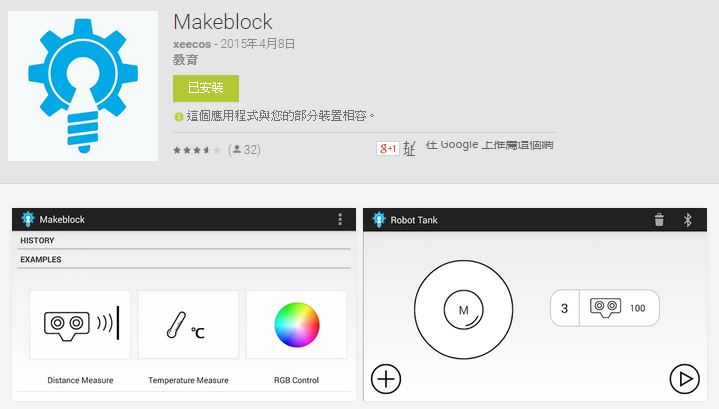 Makeblock
xeecos - 2015年4月8日
教育
已安裝
這個應用程式與您的部分裝置相容。
(32)
g+1 在 Google 上推薦這個網
址
Makeblock
HISTORY
EXAMPLES
℃
Distance Measure
Temperature Measure
RGB Control
Robot Tank
M
3
100